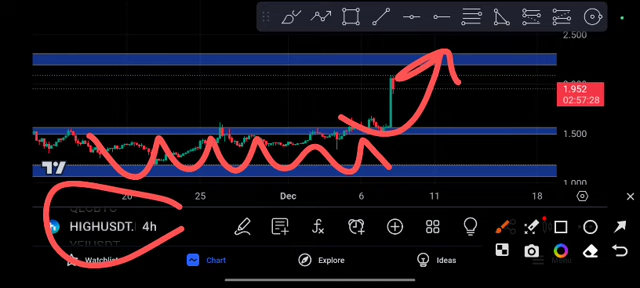 2.500
1.952
02:57:28
1.500
1.000
20 25 Dec 6 11 18
HIGHUSDT. 4h
Watchlist Chart Explore Ideas